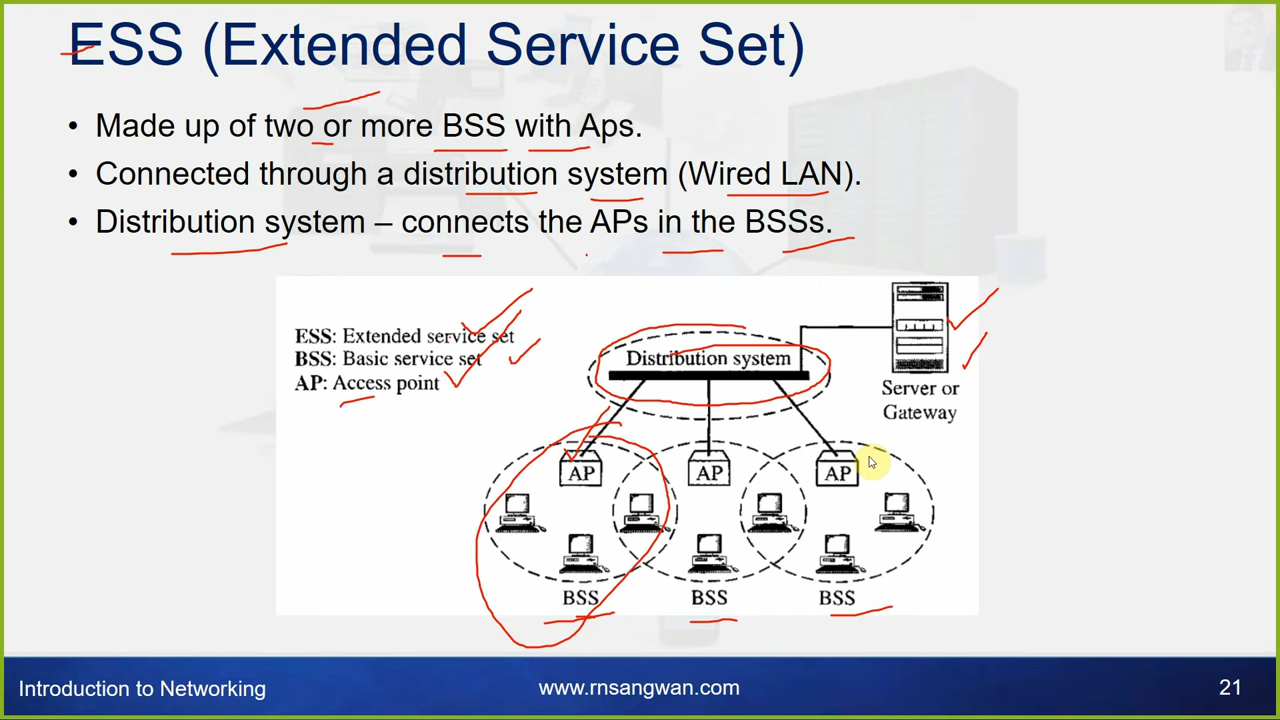 ESS (Extended Service Set)
• Made up of two or more BSS with Aps.
• Connected through a distribution system (Wired LAN).
• Distribution system – connects the APs in the BSSs.
ESS: Extended service set
BSS: Basic service set
AP: Access point
Distribution system
Server or
Gateway
AP AP AP
BSS BSS BSS
Introduction to Networking www.rnsangwan.com 21